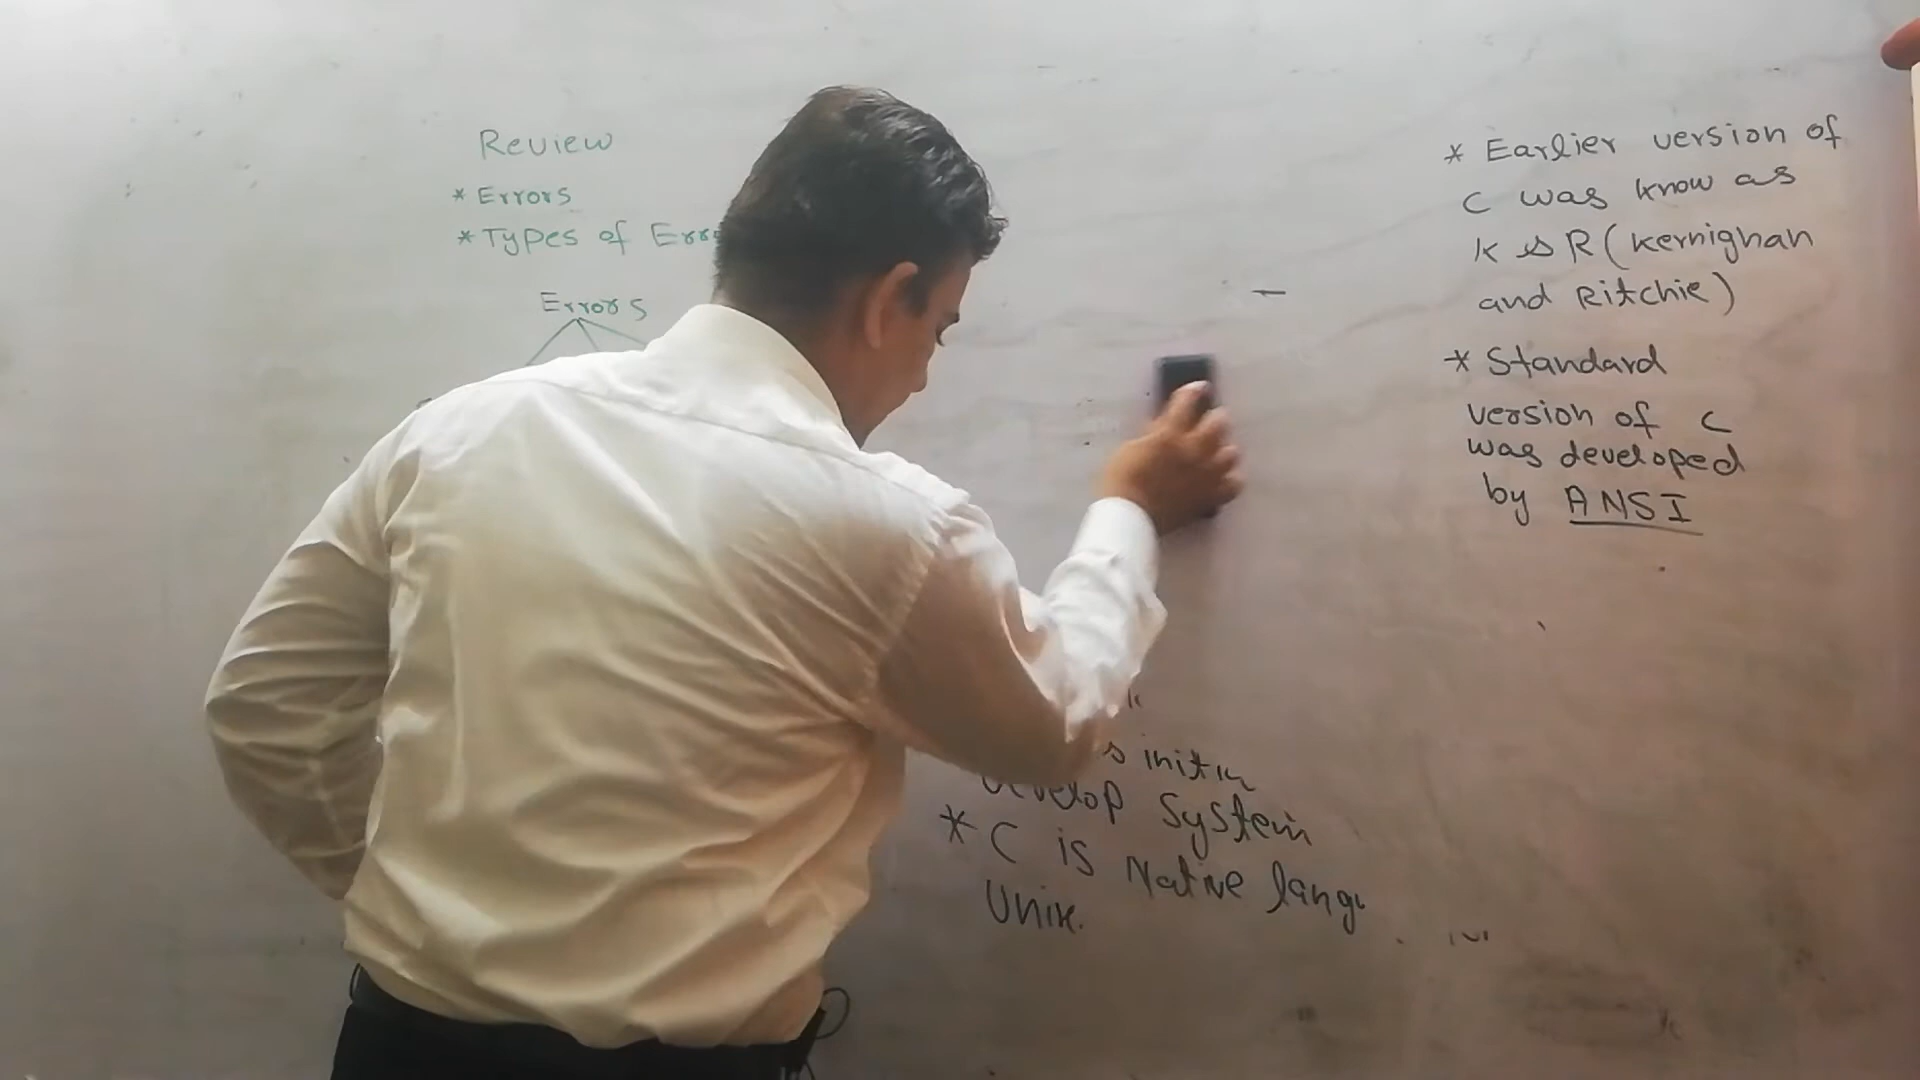 Review
* Errors
* Types of
Errors
* Earlier version of
C was know as
K & R (Kernighan
and Ritchie)
* Standard
version of C
was developed
by ANSI
develop System
* C is Native
Unix.